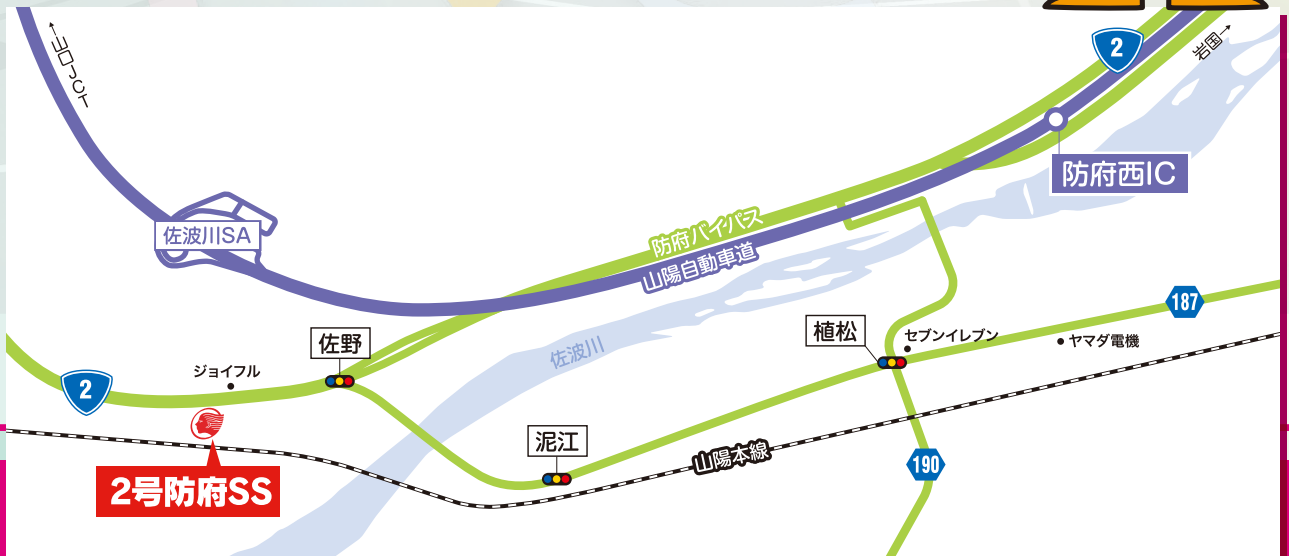 ←山口JCT
2
岩国→
防府西IC
佐波川SA
防府バイパス
山陽自動車道
187
植松
セブンイレブン
ヤマダ電機
佐野
佐波川
ジョイフル
2
泥江
山陽本線
190
2号防府SS